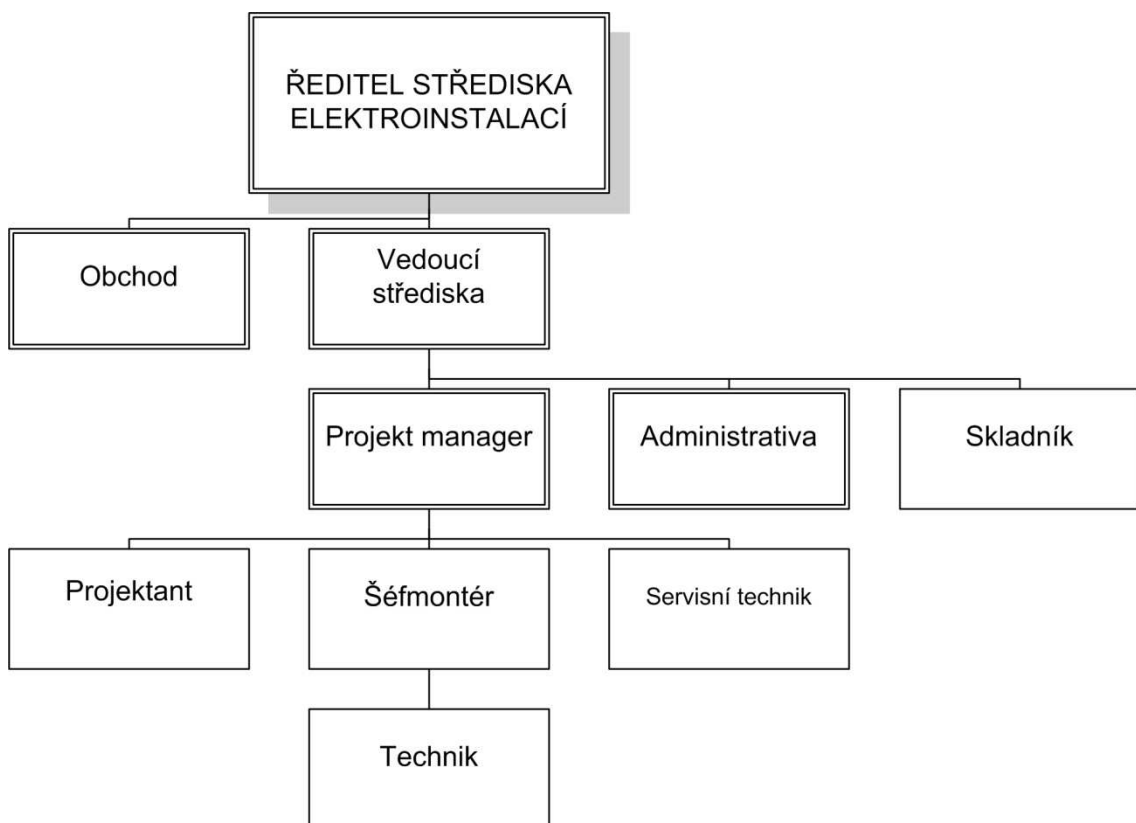 ŘEDITEL STŘEDISKA
ELEKTROINSTALACÍ
Obchod
Vedoucí
střediska
Projekt manager
Administrativa
Skladník
Projektant
Šéfmontér
Servisní technik
Technik